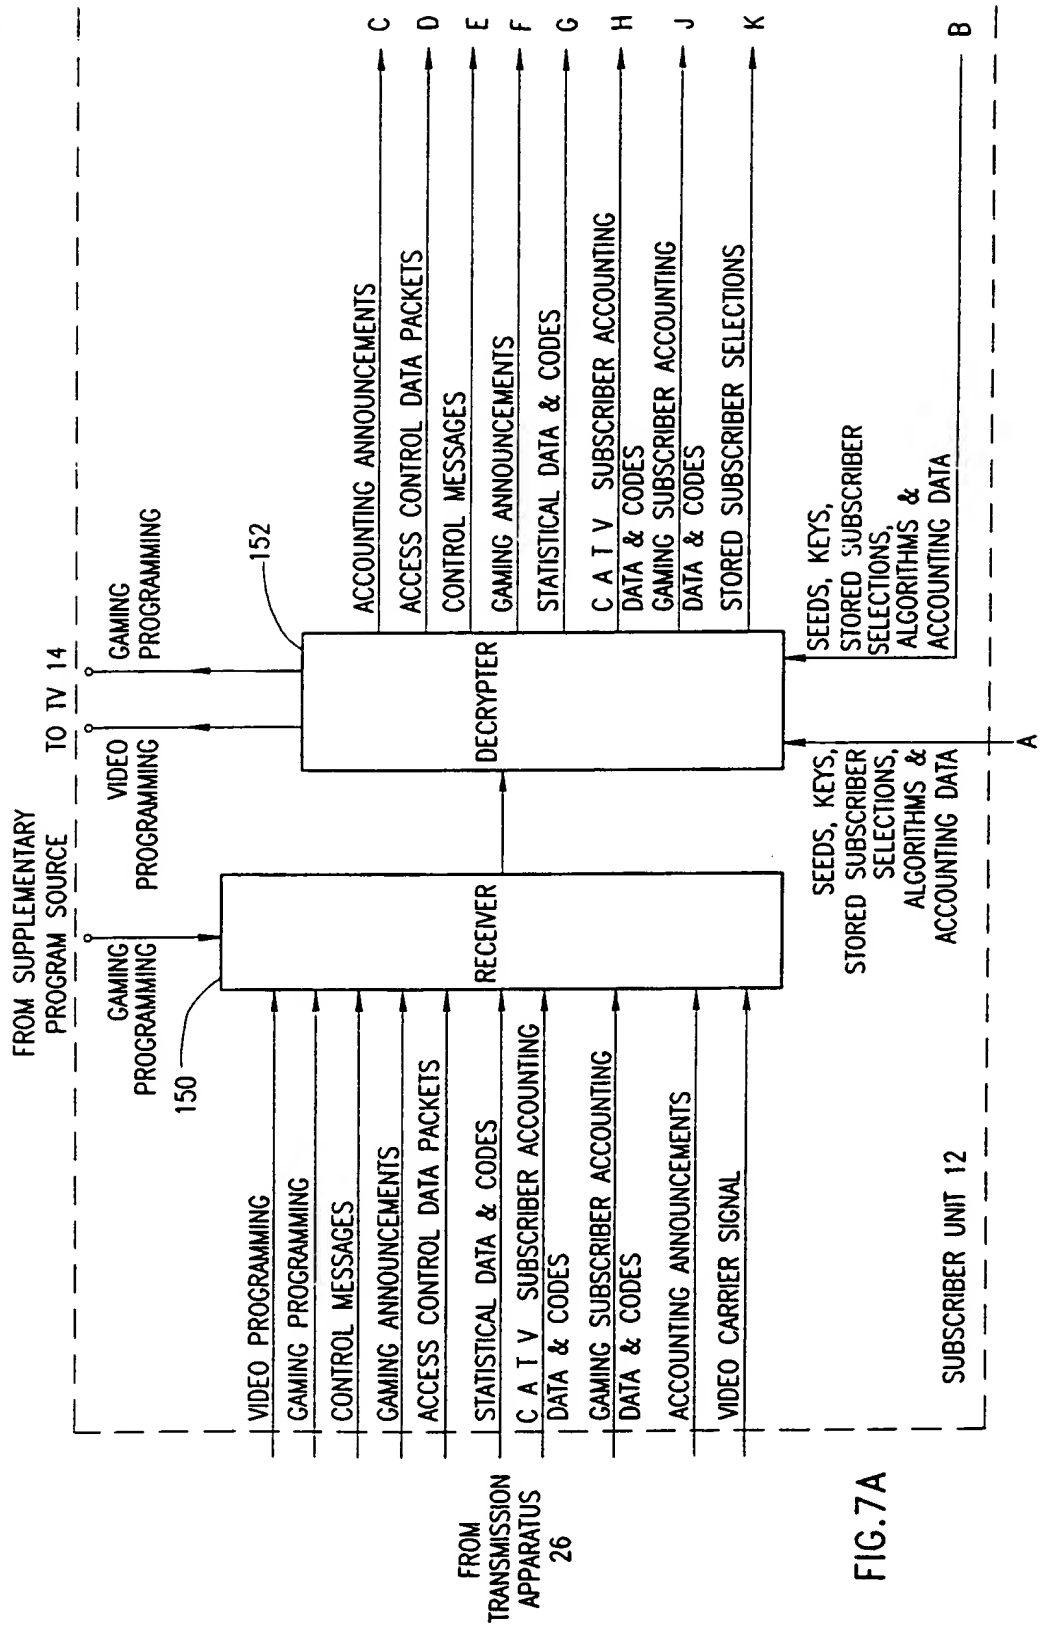 FROM SUPPLEMENTARY
PROGRAM SOURCE
TO TV 14
GAMING
PROGRAMMING
VIDEO
PROGRAMMING
GAMING
PROGRAMMING
150
152
VIDEO PROGRAMMING
GAMING PROGRAMMING
CONTROL MESSAGES
GAMING ANNOUNCEMENTS
ACCESS CONTROL DATA PACKETS
STATISTICAL DATA & CODES
C A T V SUBSCRIBER ACCOUNTING
DATA & CODES
GAMING SUBSCRIBER ACCOUNTING
DATA & CODES
ACCOUNTING ANNOUNCEMENTS
VIDEO CARRIER SIGNAL
FROM
TRANSMISSION
APPARATUS
26
RECEIVER
DECRYPTER
ACCOUNTING ANNOUNCEMENTS
C
ACCESS CONTROL DATA PACKETS
D
CONTROL MESSAGES
E
GAMING ANNOUNCEMENTS
F
STATISTICAL DATA & CODES
G
C A T V SUBSCRIBER ACCOUNTING
DATA & CODES
H
GAMING SUBSCRIBER ACCOUNTING
DATA & CODES
J
STORED SUBSCRIBER SELECTIONS
K
SEEDS, KEYS,
STORED SUBSCRIBER
SELECTIONS,
ALGORITHMS &
ACCOUNTING DATA
A
SEEDS, KEYS,
STORED SUBSCRIBER
SELECTIONS,
ALGORITHMS &
ACCOUNTING DATA
B
SUBSCRIBER UNIT 12
FIG.7A